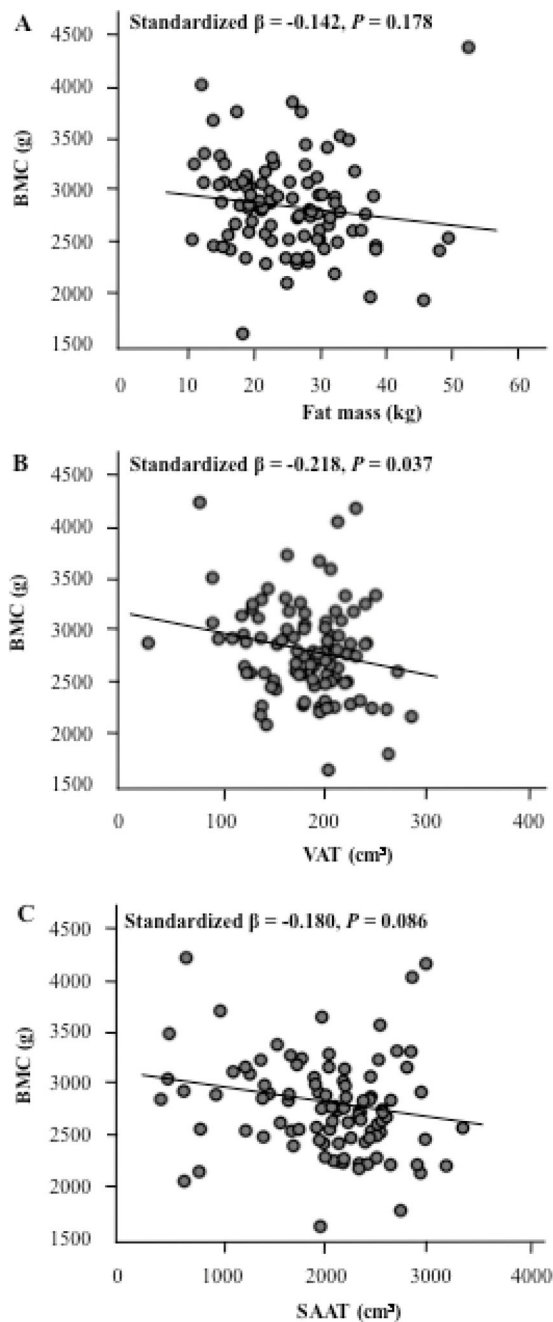 A
Standardized β = -0.142, P = 0.178
4500
4000
3500
3000
2500
2000
1500
BMC (g)
0 10 20 30 40 50 60
Fat mass (kg)
B
Standardized β = -0.218, P = 0.037
4500
4000
3500
3000
2500
2000
1500
BMC (g)
0 100 200 300 400
VAT (cm³)
C
Standardized β = -0.180, P = 0.086
4500
4000
3500
3000
2500
2000
1500
BMC (g)
0 1000 2000 3000 4000
SAAT (cm³)